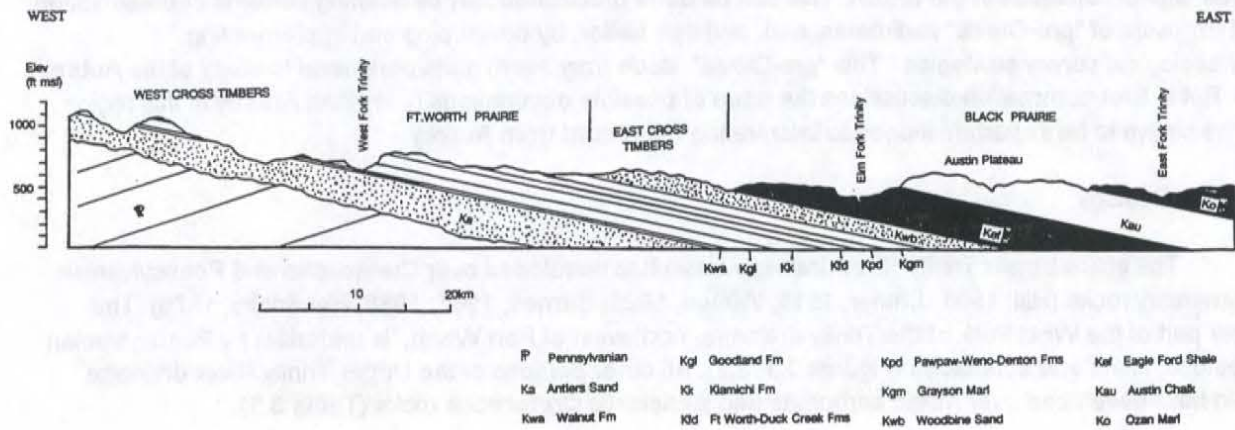 WEST
EAST
Elev
(ft msl)
WEST CROSS TIMBERS
West Fork Trinity
FT.WORTH PRAIRIE
EAST CROSS
TIMBERS
Elm Fork Trinity
BLACK PRAIRIE
Austin Plateau
East Fork Trinity
1000
500
Ka
Kwb
Kef
Kau
Ko
Kwa
Kgl
Kk
Kfd
Kpd
Kgm
10
20km
Pennsylvanian
Ka Antlers Sand
Kwa Walnut Fm
Kgl Goodland Fm
Kk Kiamichi Fm
Kfd Ft Worth-Duck Creek Fms
Kpd Pawpaw-Weno-Denton Fms
Kgm Grayson Marl
Kwb Woodbine Sand
Kef Eagle Ford Shale
Kau Austin Chalk
Ko Ozan Marl